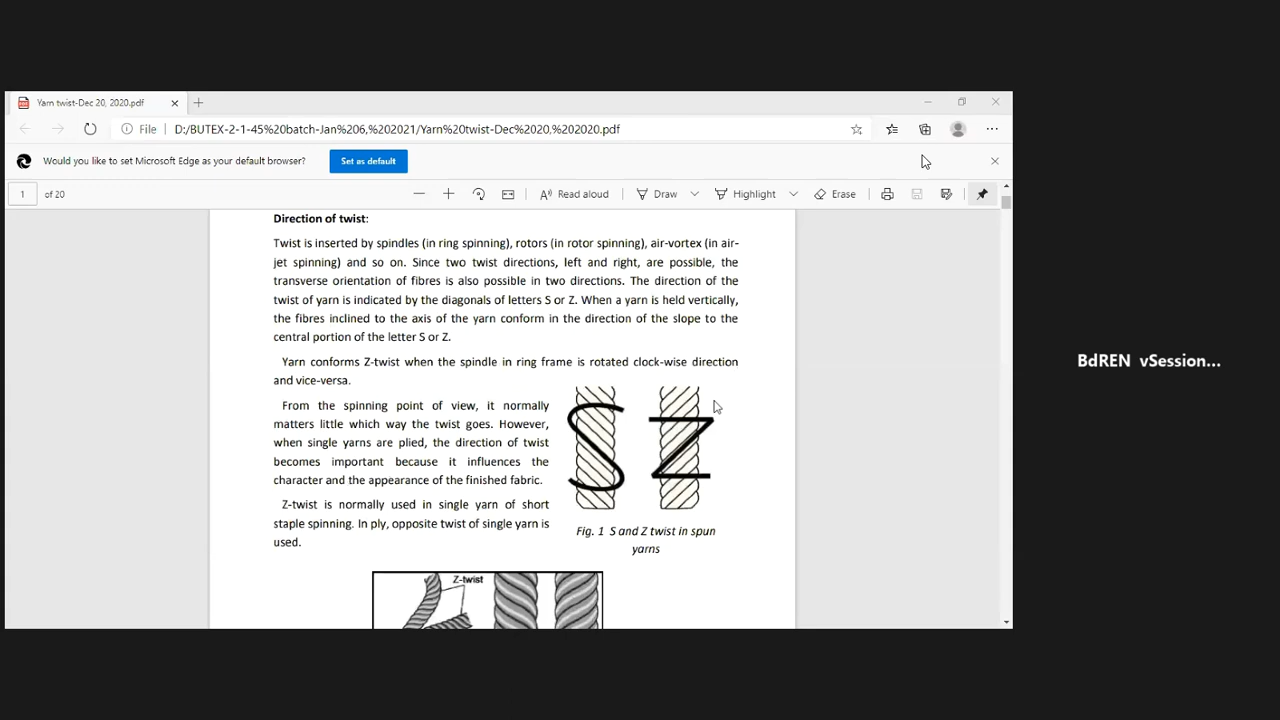 Yarn twist-Dec 20, 2020.pdf
File D:/BUTEX-2-1-45%20batch-Jan%206,%202021/Yarn%20twist-Dec%2020,%202020.pdf
Would you like to set Microsoft Edge as your default browser? Set as default
1 of 20 Read aloud Draw Highlight Erase
Direction of twist:
Twist is inserted by spindles (in ring spinning), rotors (in rotor spinning), air-vortex (in air-
jet spinning) and so on. Since two twist directions, left and right, are possible, the
transverse orientation of fibres is also possible in two directions. The direction of the
twist of yarn is indicated by the diagonals of letters S or Z. When a yarn is held vertically,
the fibres inclined to the axis of the yarn conform in the direction of the slope to the
central portion of the letter S or Z.
Yarn conforms Z-twist when the spindle in ring frame is rotated clock-wise direction
and vice-versa.
From the spinning point of view, it normally
matters little which way the twist goes. However,
when single yarns are plied, the direction of twist
becomes important because it influences the
character and the appearance of the finished fabric.
Z-twist is normally used in single yarn of short
staple spinning. In ply, opposite twist of single yarn is
used.
S Z
Fig. 1 S and Z twist in spun
yarns
Z-twist
BdREN vSession...